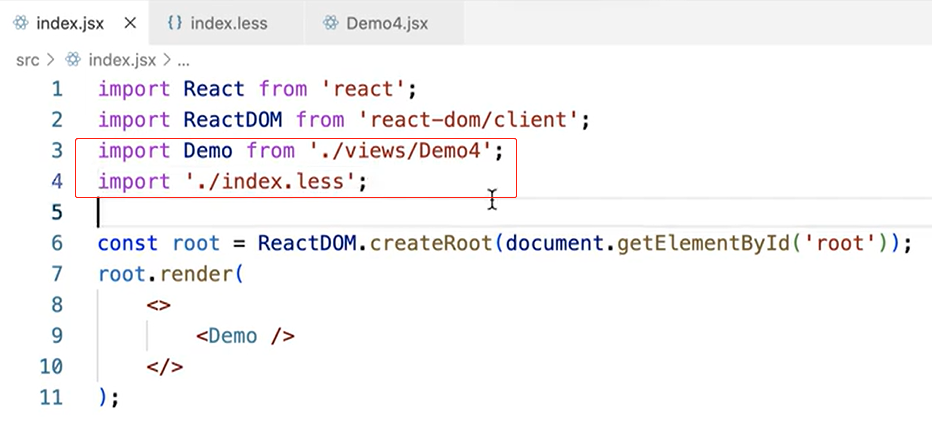 index.jsx × {} index.less Demo4.jsx
src > index.jsx > ...
1 import React from 'react';
2 import ReactDOM from 'react-dom/client';
3 import Demo from './views/Demo4';
4 import './index.less';
5
6 const root = ReactDOM.createRoot(document.getElementById('root'));
7 root.render(
8     <>
9         <Demo />
10     </>
11 );